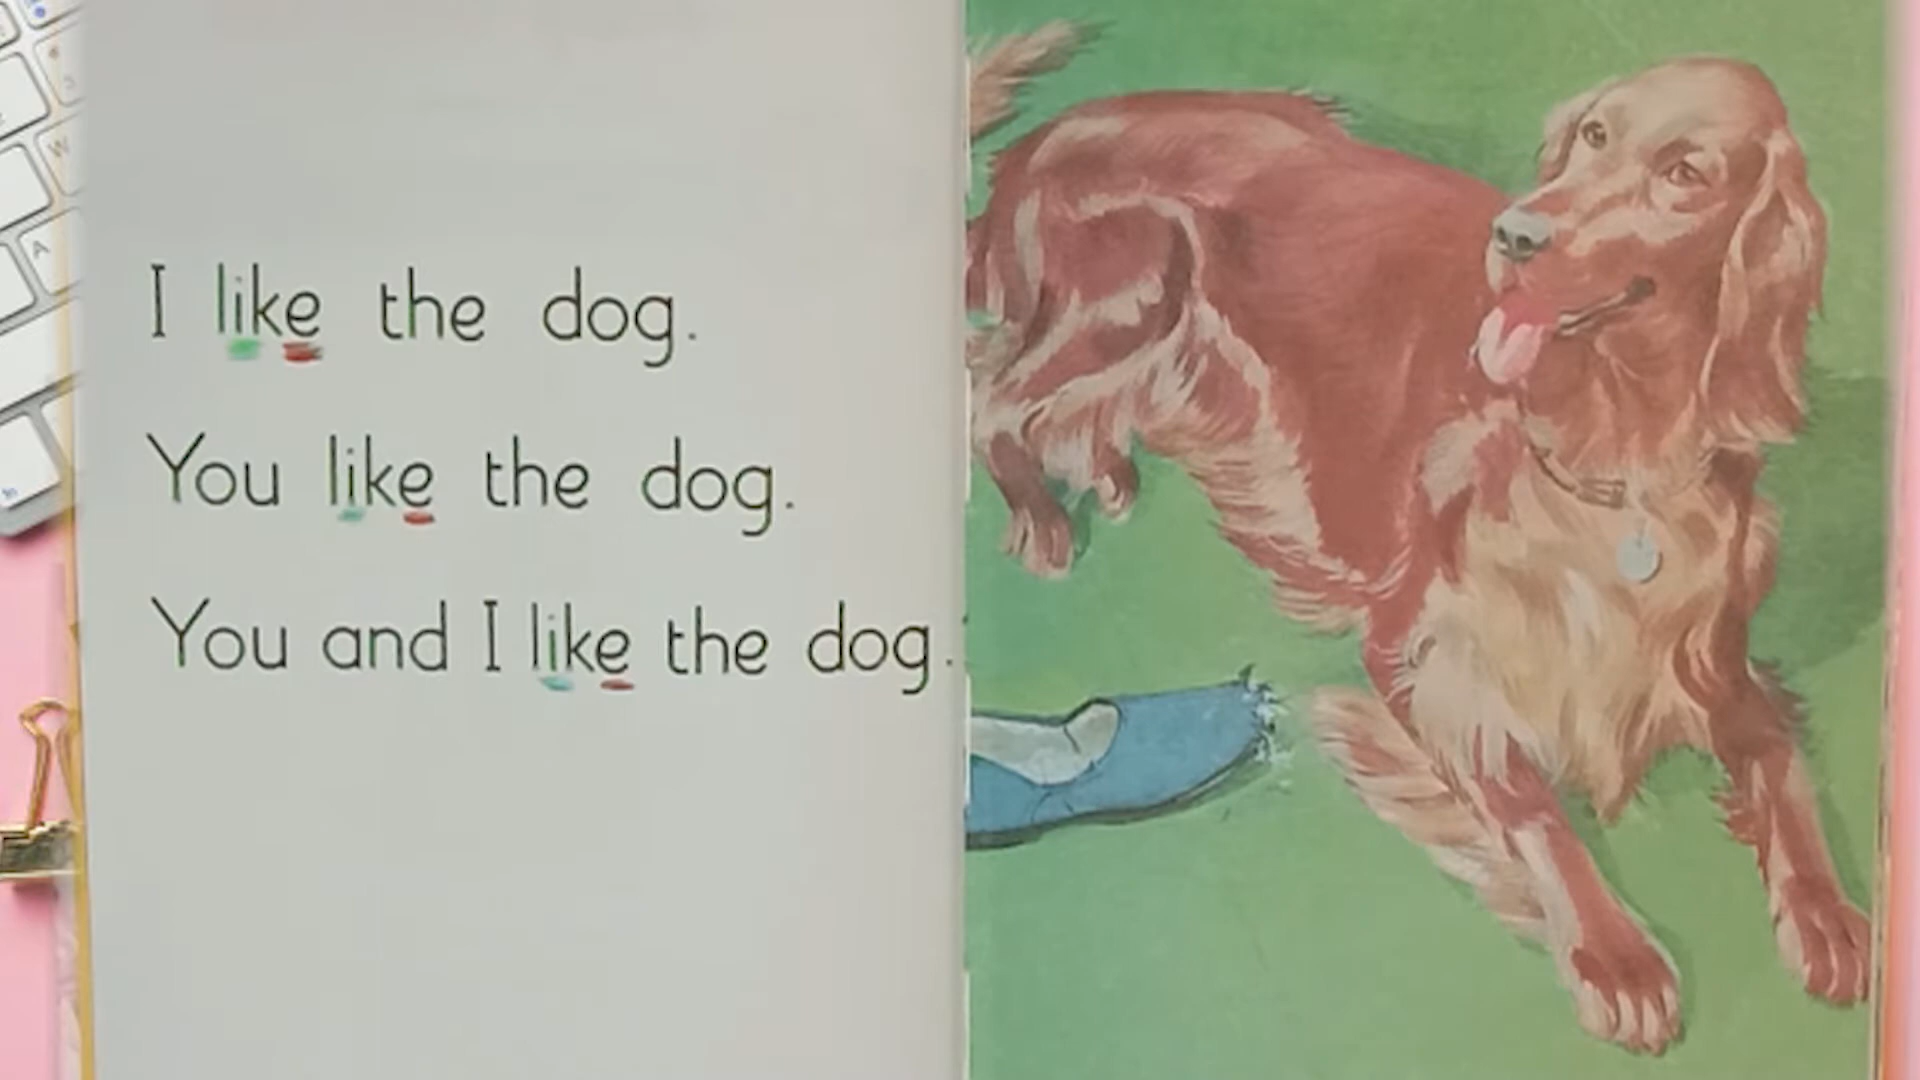 I like the dog.
You like the dog.
You and I like the dog.
W
A